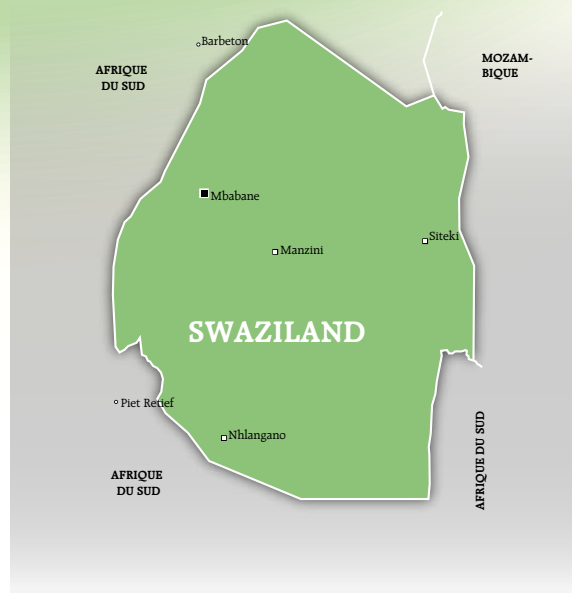 Barbeton
AFRIQUE
DU SUD
MOZAM-
BIQUE
Mbabane
Siteki
Manzini
SWAZILAND
Piet Retief
Nhlangano
AFRIQUE DU SUD
AFRIQUE
DU SUD